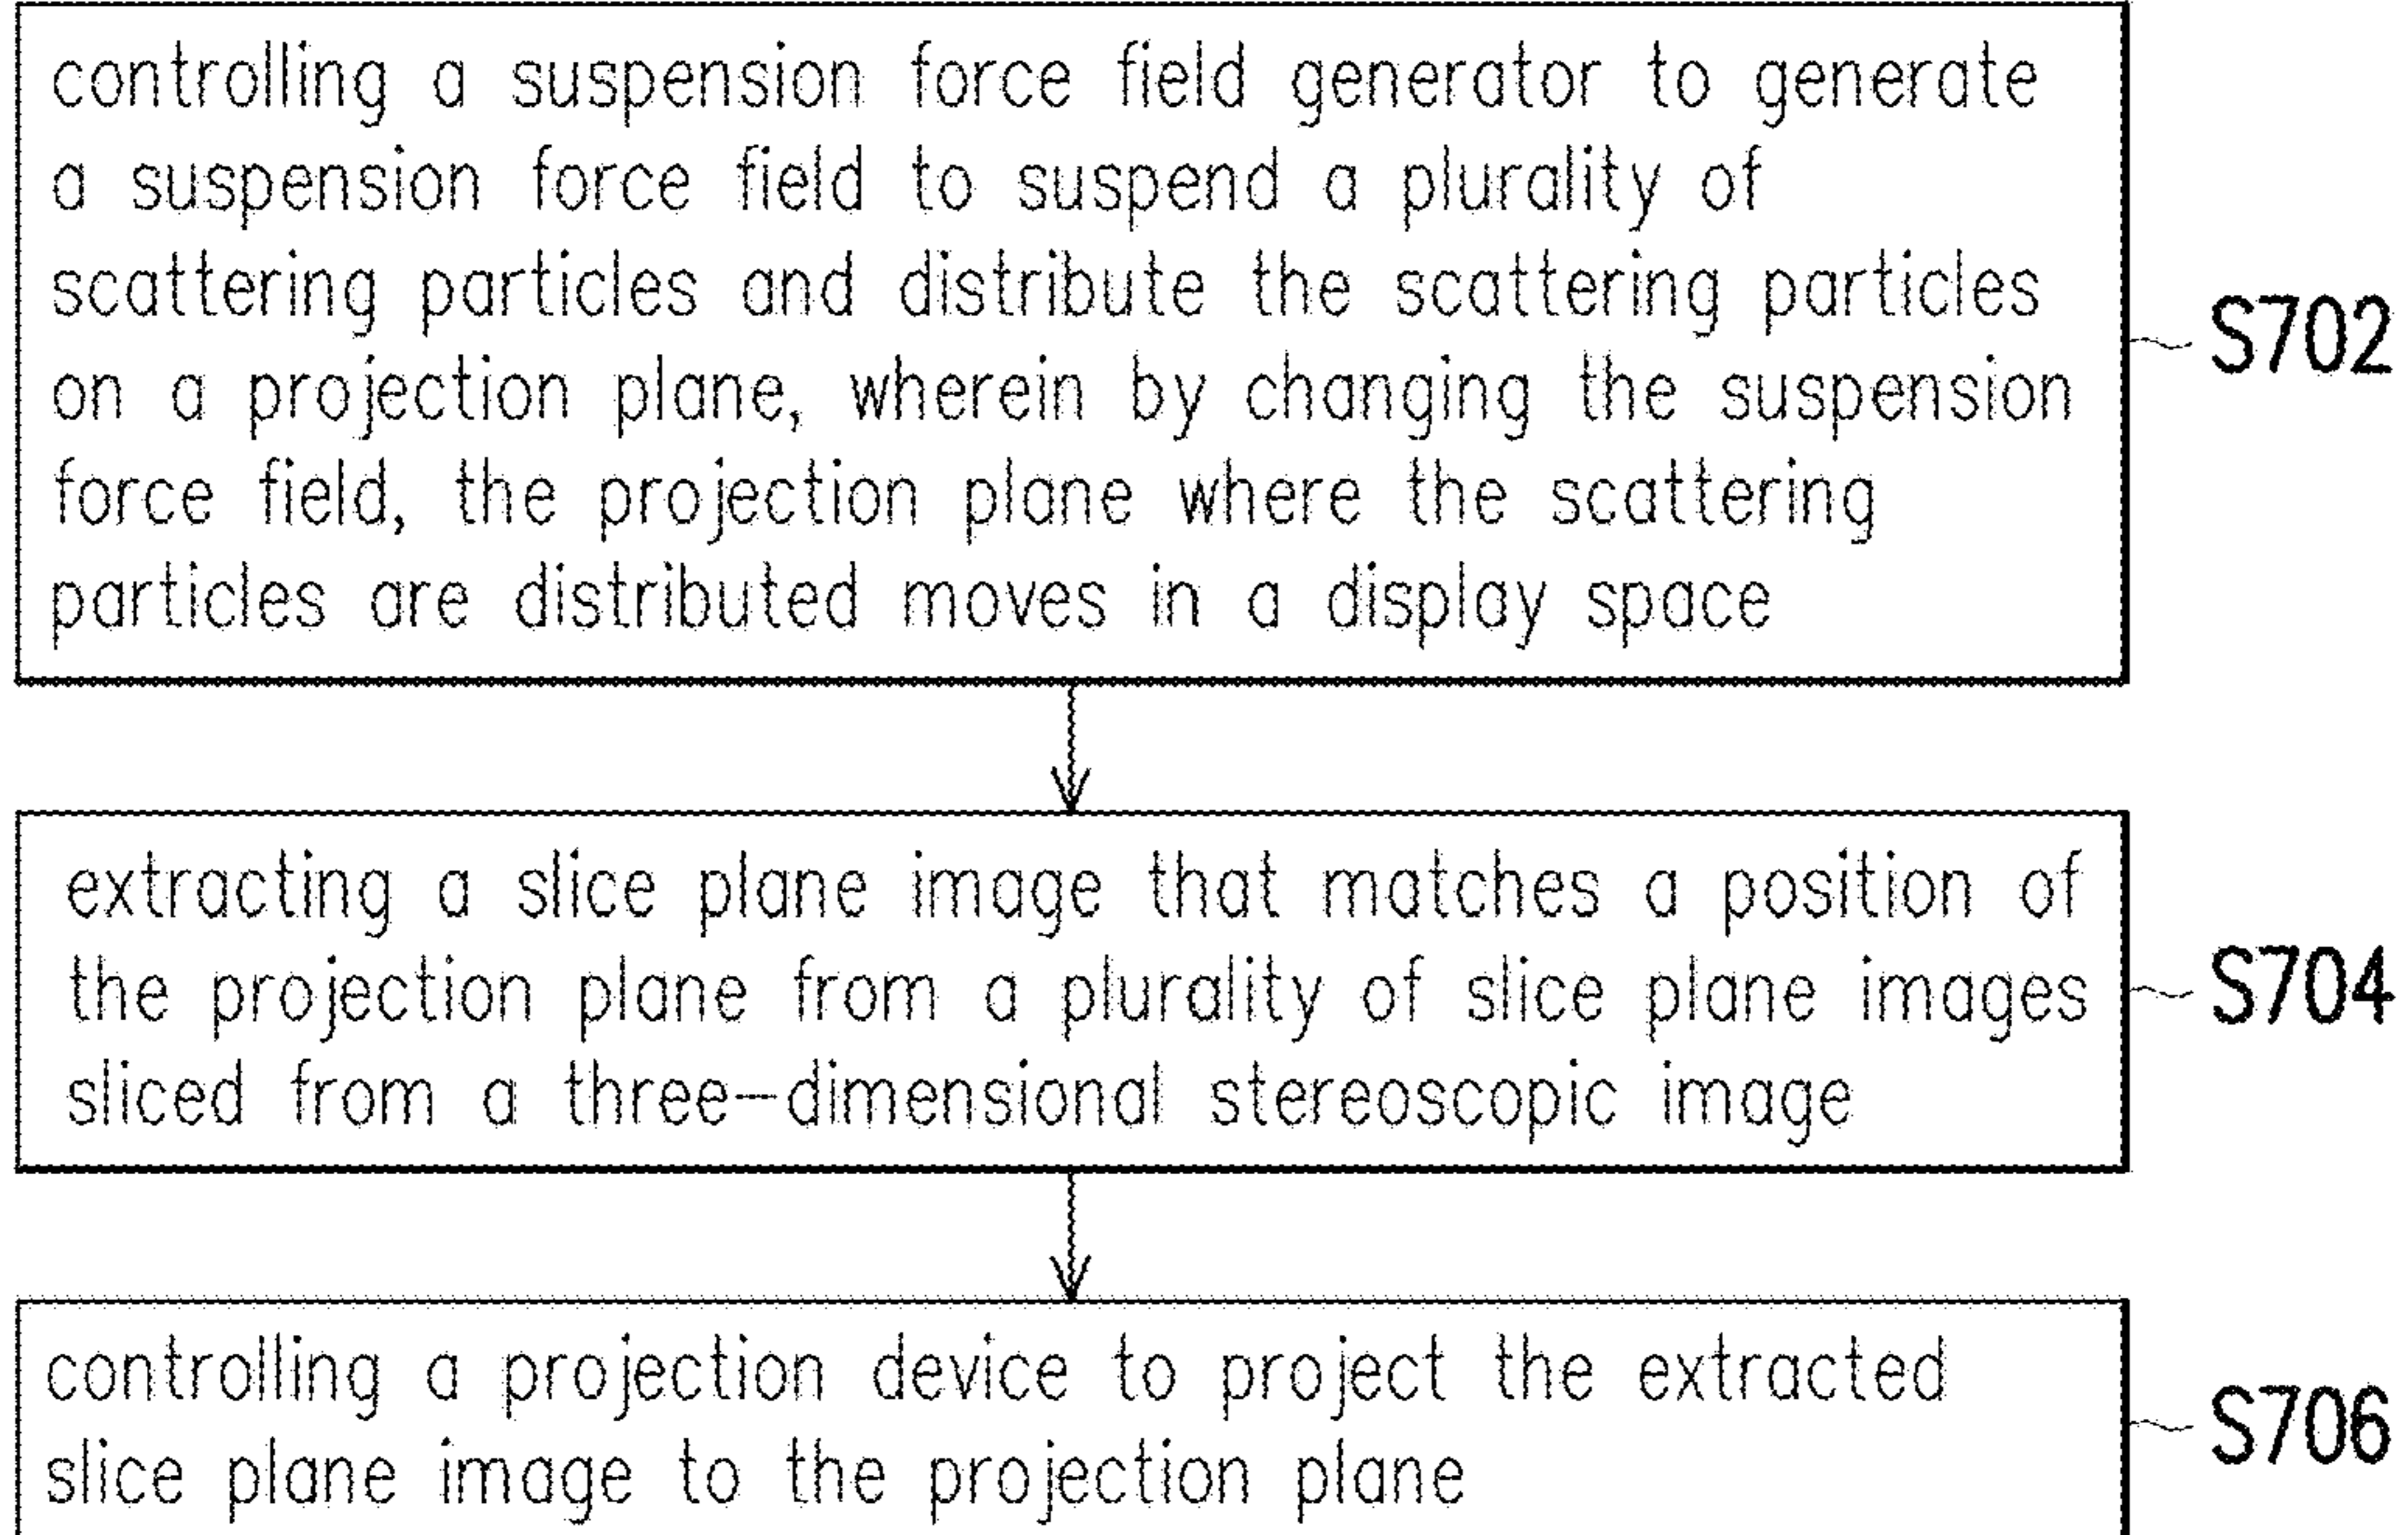 controlling a suspension force field generator to generate
a suspension force field to suspend a plurality of
scattering particles and distribute the scattering particles
on a projection plane, wherein by changing the suspension
force field, the projection plane where the scattering
particles are distributed moves in a display space
S702
extracting a slice plane image that matches a position of
the projection plane from a plurality of slice plane images
sliced from a three-dimensional stereoscopic image
S704
controlling a projection device to project the extracted
slice plane image to the projection plane
S706